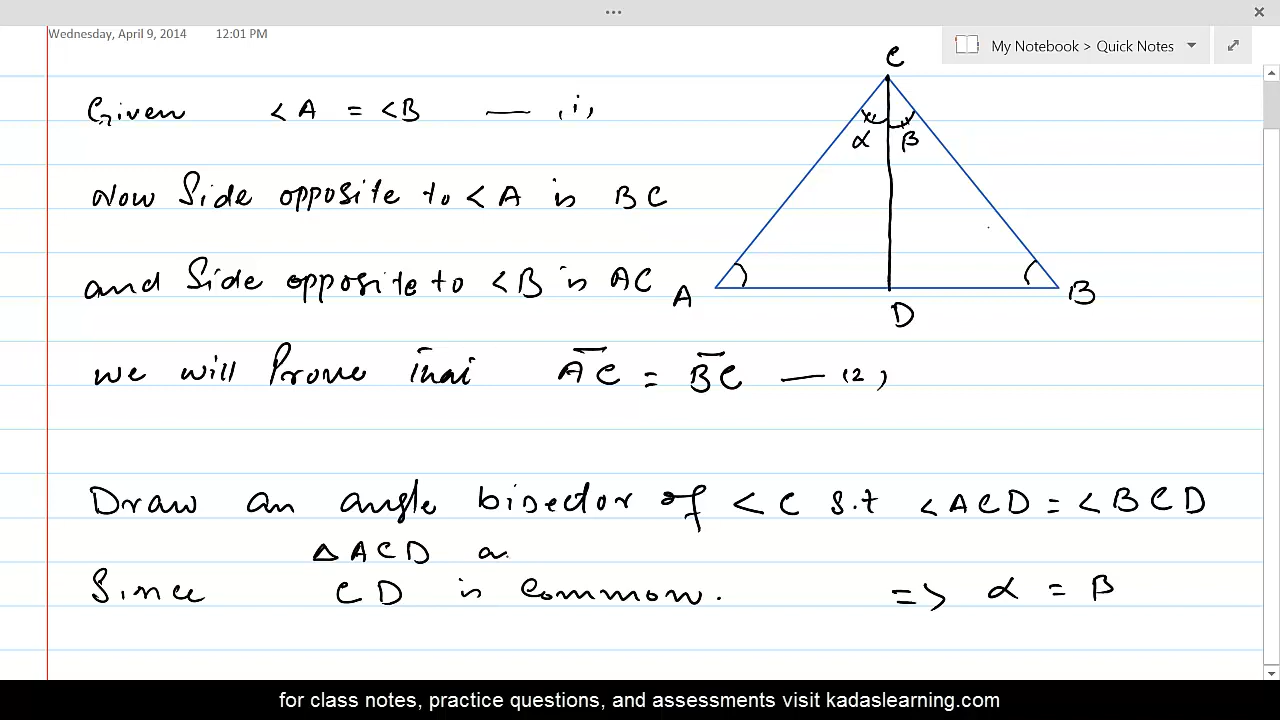 Wednesday, April 9, 2014 12:01 PM
My Notebook > Quick Notes
Given <A = <B — (i)
Now Side opposite to <A is BC
and Side opposite to <B is AC
we will Prove that AC = BC — (2)
Draw an angle bisector of <C s.t <ACD = <BCD
△ACD a
Since CD is common. => α = β
C
α β
A
B
D
for class notes, practice questions, and assessments visit kadaslearning.com